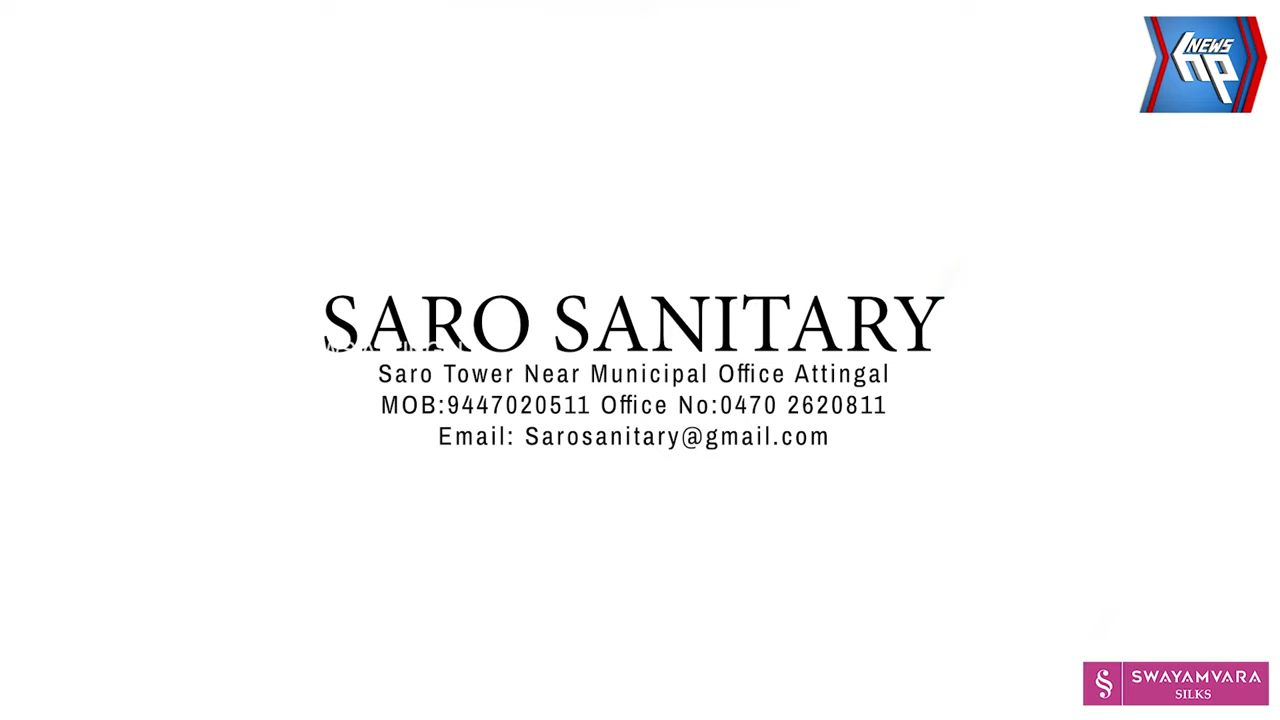 NEWS
SARO SANITARY
Saro Tower Near Municipal Office Attingal
MOB:9447020511 Office No:0470 2620811
Email: Sarosanitary@gmail.com
SWAYAMVARA
SILKS